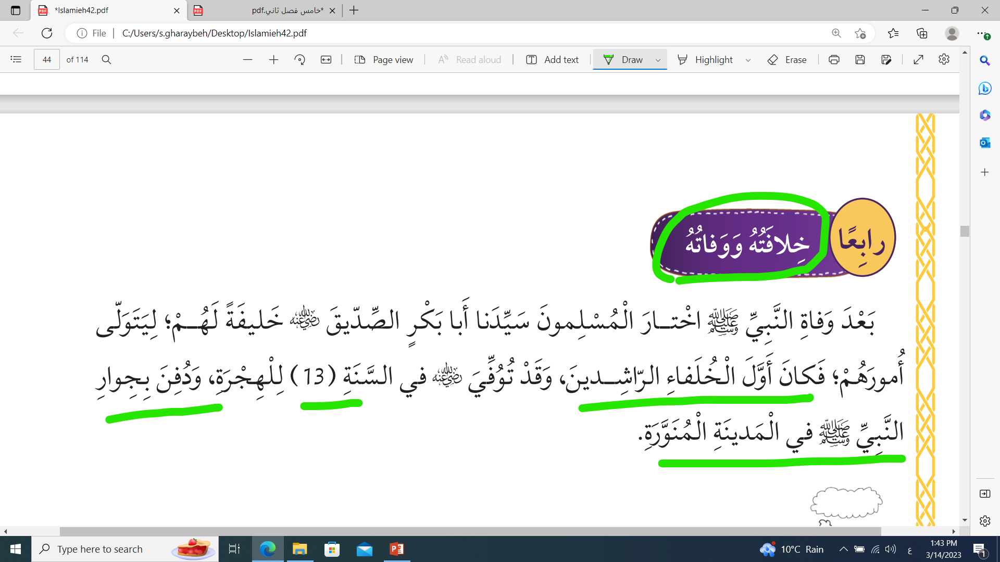 *Islamieh42.pdf
*خامس فصل ثاني.pdf
File
C:/Users/s.gharaybeh/Desktop/Islamieh42.pdf
44 of 114
Page view
Read aloud
Add text
Draw
Highlight
Erase
رابِعًا
خِلافَتُهُ وَوَفاتُهُ
بَعْدَ وَفاةِ النَّبِيِّ ﷺ اخْتــارَ الْمُسْلِمونَ سَيِّدَنا أَبا بَكْرٍ الصِّدّيقَ رضي الله عنه خَليفَةً لَهُــمْ؛ لِيَتَوَلّى
أُمورَهُمْ؛ فَكانَ أَوَّلَ الْخُلَفاءِ الرّاشِــدينَ، وَقَدْ تُوُفِّيَ رضي الله عنه في السَّنَةِ (13) لِلْهِجْرَةِ، وَدُفِنَ بِجِوارِ
النَّبِيِّ ﷺ في الْمَدينَةِ الْمُنَوَّرَةِ.
Type here to search
10°C Rain
ع
1:43 PM
3/14/2023
1